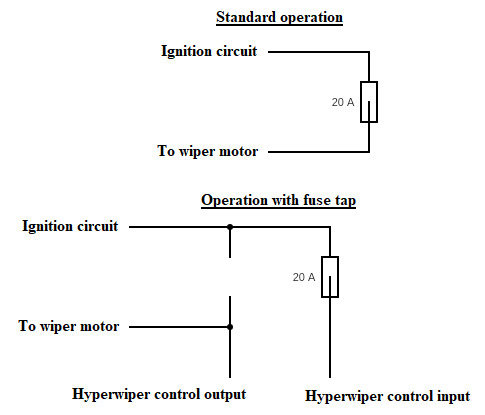 Standard operation
Ignition circuit
20 A
To wiper motor
Operation with fuse tap
Ignition circuit
20 A
To wiper motor
Hyperwiper control output
Hyperwiper control input